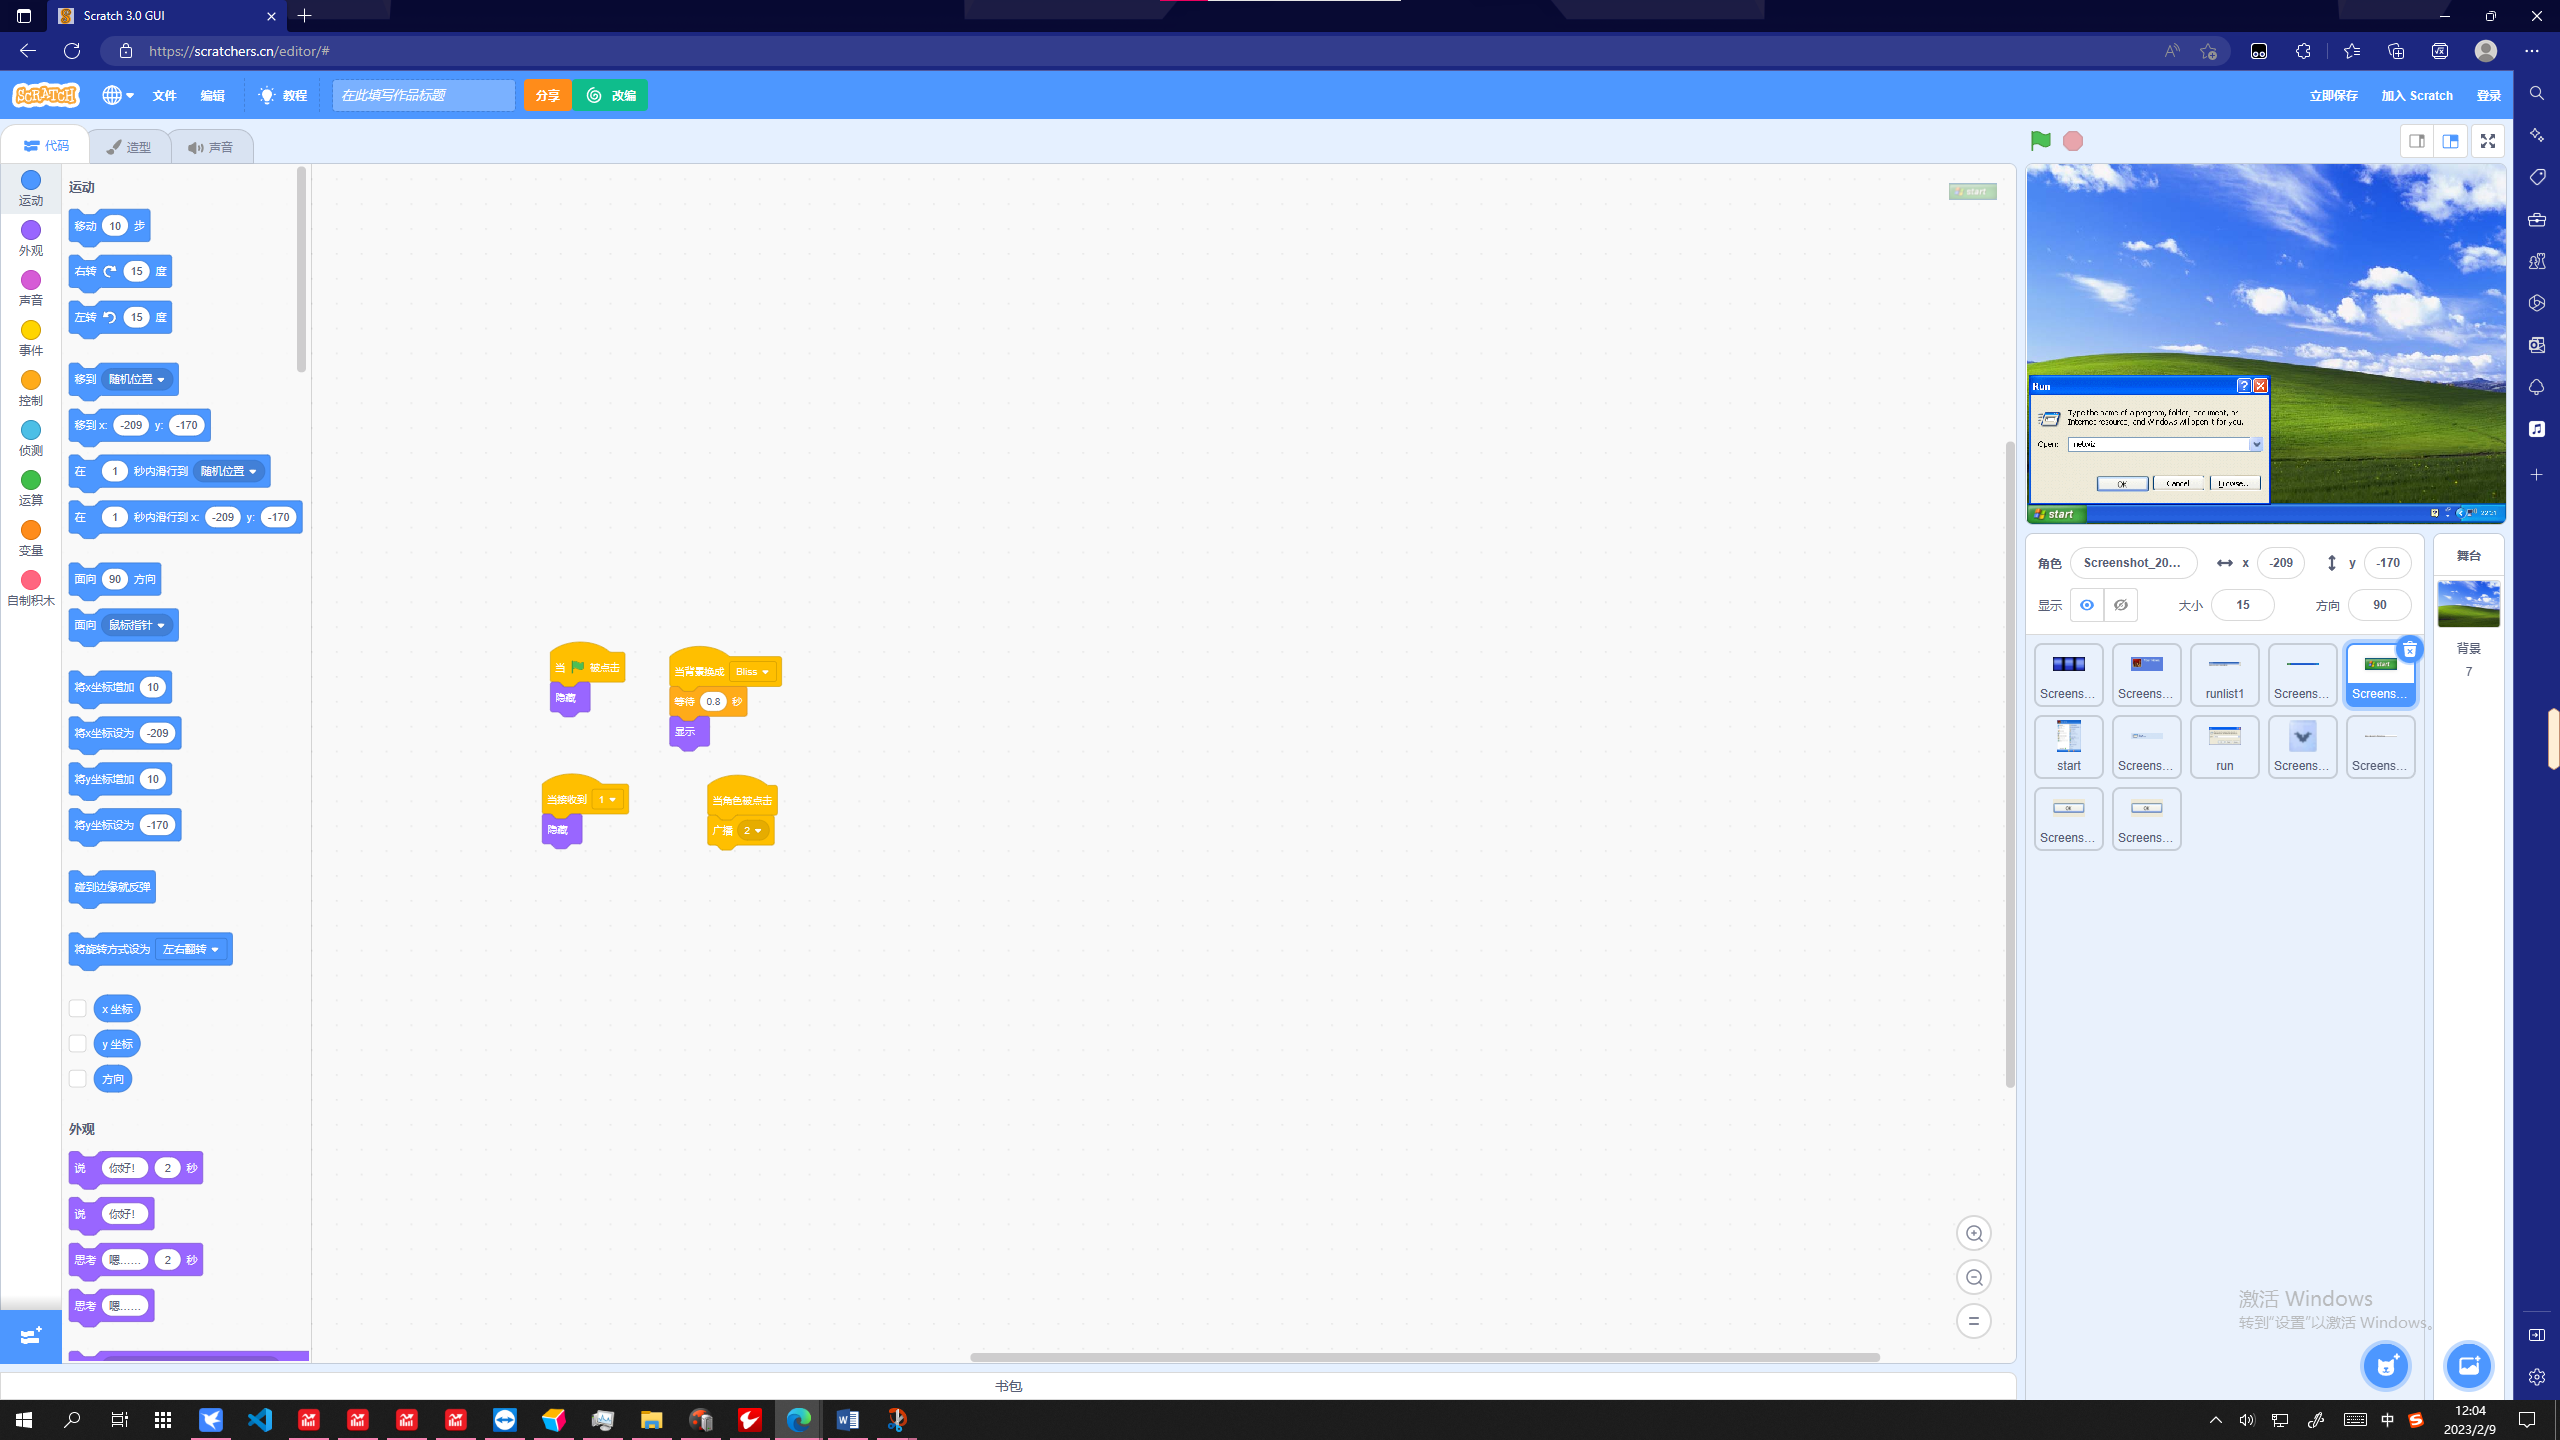 Scratch 3.0 GUI
https://scratchers.cn/editor/#
SCRATCH
文件
编辑
教程
在此填写作品标题
分享
改编
立即保存
加入 Scratch
登录
代码
造型
声音
运动
外观
声音
事件
控制
侦测
运算
变量
自制积木
运动
移动 10 步
右转 15 度
左转 15 度
移到 随机位置
移到 x: -209 y: -170
在 1 秒内滑行到 随机位置
在 1 秒内滑行到 x: -209 y: -170
面向 90 方向
面向 鼠标指针
将x坐标增加 10
将x坐标设为 -209
将y坐标增加 10
将y坐标设为 -170
碰到边缘就反弹
将旋转方式设为 左右翻转
x 坐标
y 坐标
方向
外观
说 你好! 2 秒
说 你好!
思考 嗯…… 2 秒
思考 嗯……
当 被点击
隐藏
当背景换成 Bliss
等待 0.8 秒
显示
当接收到 1
隐藏
当角色被点击
广播 2
start
Run
Type the name of a program, folder, document, or
Internet resource, and Windows will open it for you.
Open:
OK
Cancel
Browse...
start
角色
Screenshot_20...
x
-209
y
-170
显示
大小
15
方向
90
Screens...
Screens...
runlist1
Screens...
start
Screens...
start
Screens...
run
Screens...
Screens...
OK
Screens...
OK
Screens...
舞台
背景
7
激活 Windows
转到“设置”以激活 Windows。
书包
中
12:04
2023/2/9